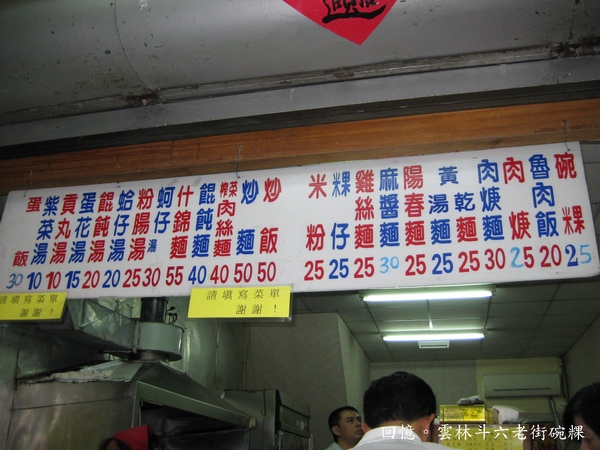 碗粿 25
魯肉飯 20
肉焿 25
肉焿麵 30
黃
乾麵 25
湯麵 25
陽春麵 25
麻醬麵 30
雞絲麵 25
粿仔 25
米粉 25
炒飯 50
炒麵 50
榨菜肉絲麵 40
餛飩麵 40
什錦麵 55
蚵仔湯 30
粉腸湯 25
蛤仔湯 20
餛飩湯 20
蛋花湯 15
貢丸湯 10
柴菜湯 10
蛋飯 30
請填寫菜單
謝謝！
請填寫菜單
謝謝！
回憶。雲林斗六老街碗粿